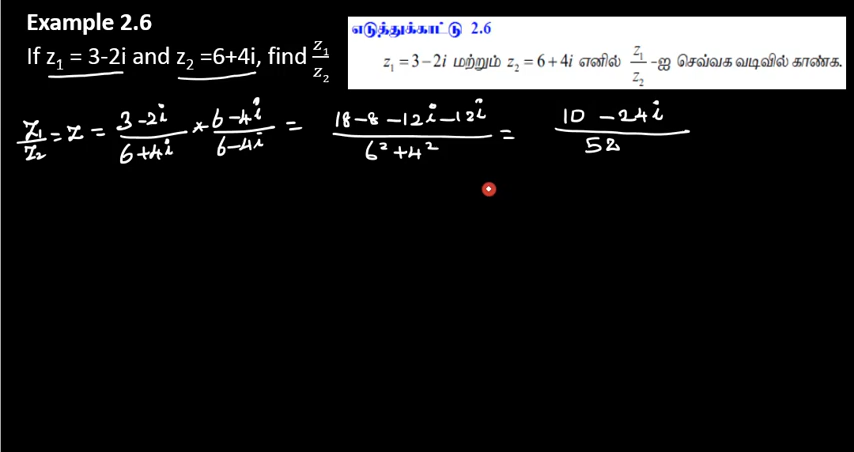 Example 2.6
If z₁ = 3-2i and z₂ =6+4i, find z₁/z₂
எடுத்துக்காட்டு 2.6
z₁ = 3 − 2i மற்றும் z₂ = 6 + 4i எனில் z₁/z₂ -ஐ செவ்வக வடிவில் காண்க.
z₁/z₂ = z = (3-2i)/(6+4i) * (6-4i)/(6-4i) = (18-8-12i-12i)/(6²+4²) = (10-24i)/52